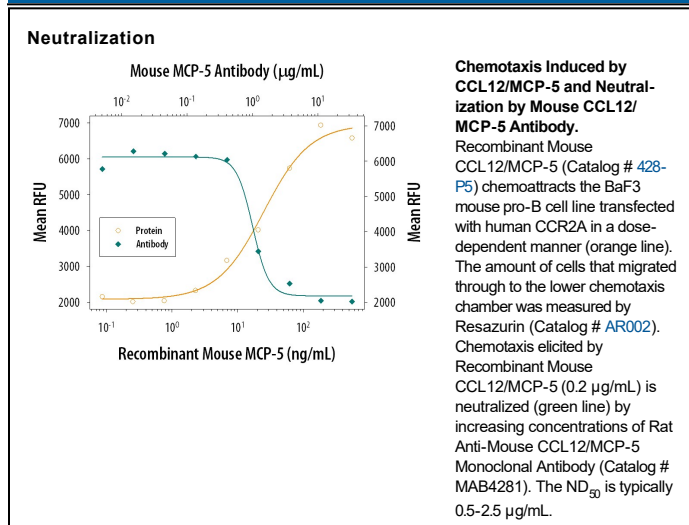 Neutralization
Mouse MCP-5 Antibody (µg/mL)
10-2 10-1 100 101
7000 7000
6000 6000
5000 5000
4000 4000
3000 3000
2000 2000
Mean RFU
Mean RFU
Protein
Antibody
10-1 100 101 102
Recombinant Mouse MCP-5 (ng/mL)
Chemotaxis Induced by
CCL12/MCP-5 and Neutral-
ization by Mouse CCL12/
MCP-5 Antibody.
Recombinant Mouse
CCL12/MCP-5 (Catalog # 428-
P5) chemoattracts the BaF3
mouse pro-B cell line transfected
with human CCR2A in a dose-
dependent manner (orange line).
The amount of cells that migrated
through to the lower chemotaxis
chamber was measured by
Resazurin (Catalog # AR002).
Chemotaxis elicited by
Recombinant Mouse
CCL12/MCP-5 (0.2 µg/mL) is
neutralized (green line) by
increasing concentrations of Rat
Anti-Mouse CCL12/MCP-5
Monoclonal Antibody (Catalog #
MAB4281). The ND50 is typically
0.5-2.5 µg/mL.